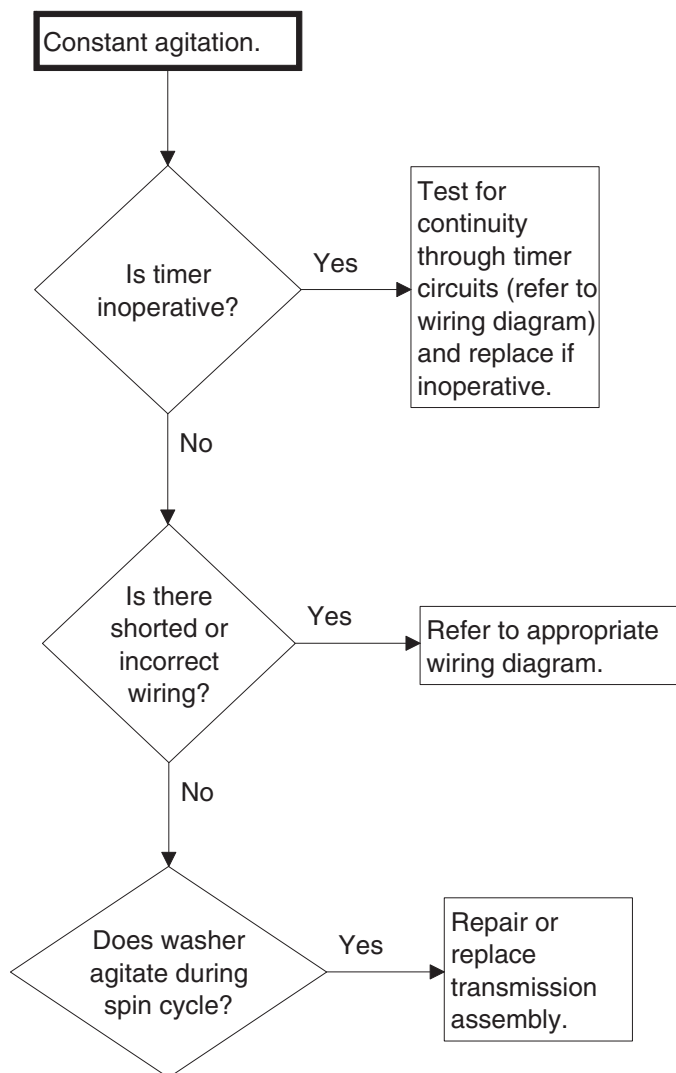 Constant agitation.
Is timer
inoperative?
Yes
Test for
continuity
through timer
circuits (refer to
wiring diagram)
and replace if
inoperative.
No
Is there
shorted or
incorrect
wiring?
Yes
Refer to appropriate
wiring diagram.
No
Does washer
agitate during
spin cycle?
Yes
Repair or
replace
transmission
assembly.